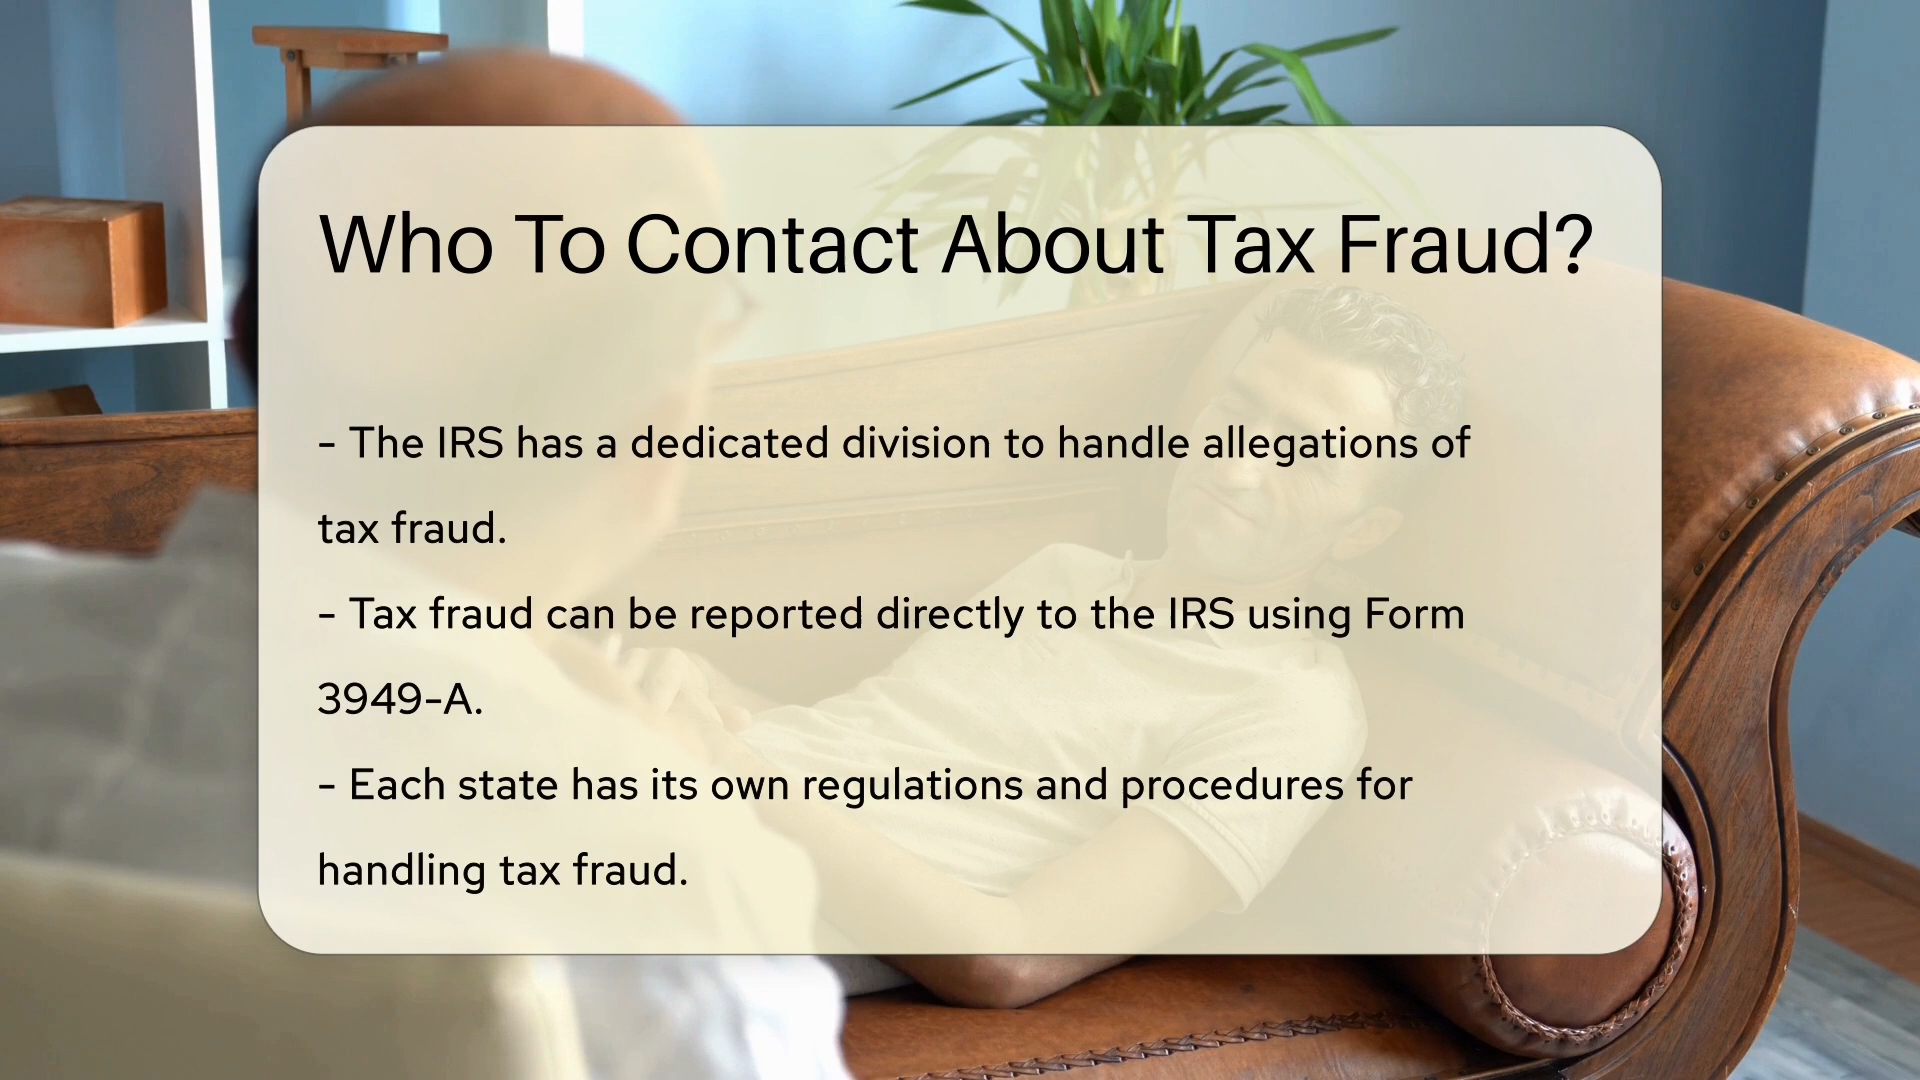 Who To Contact About Tax Fraud?
- The IRS has a dedicated division to handle allegations of
tax fraud.
- Tax fraud can be reported directly to the IRS using Form
3949-A.
- Each state has its own regulations and procedures for
handling tax fraud.